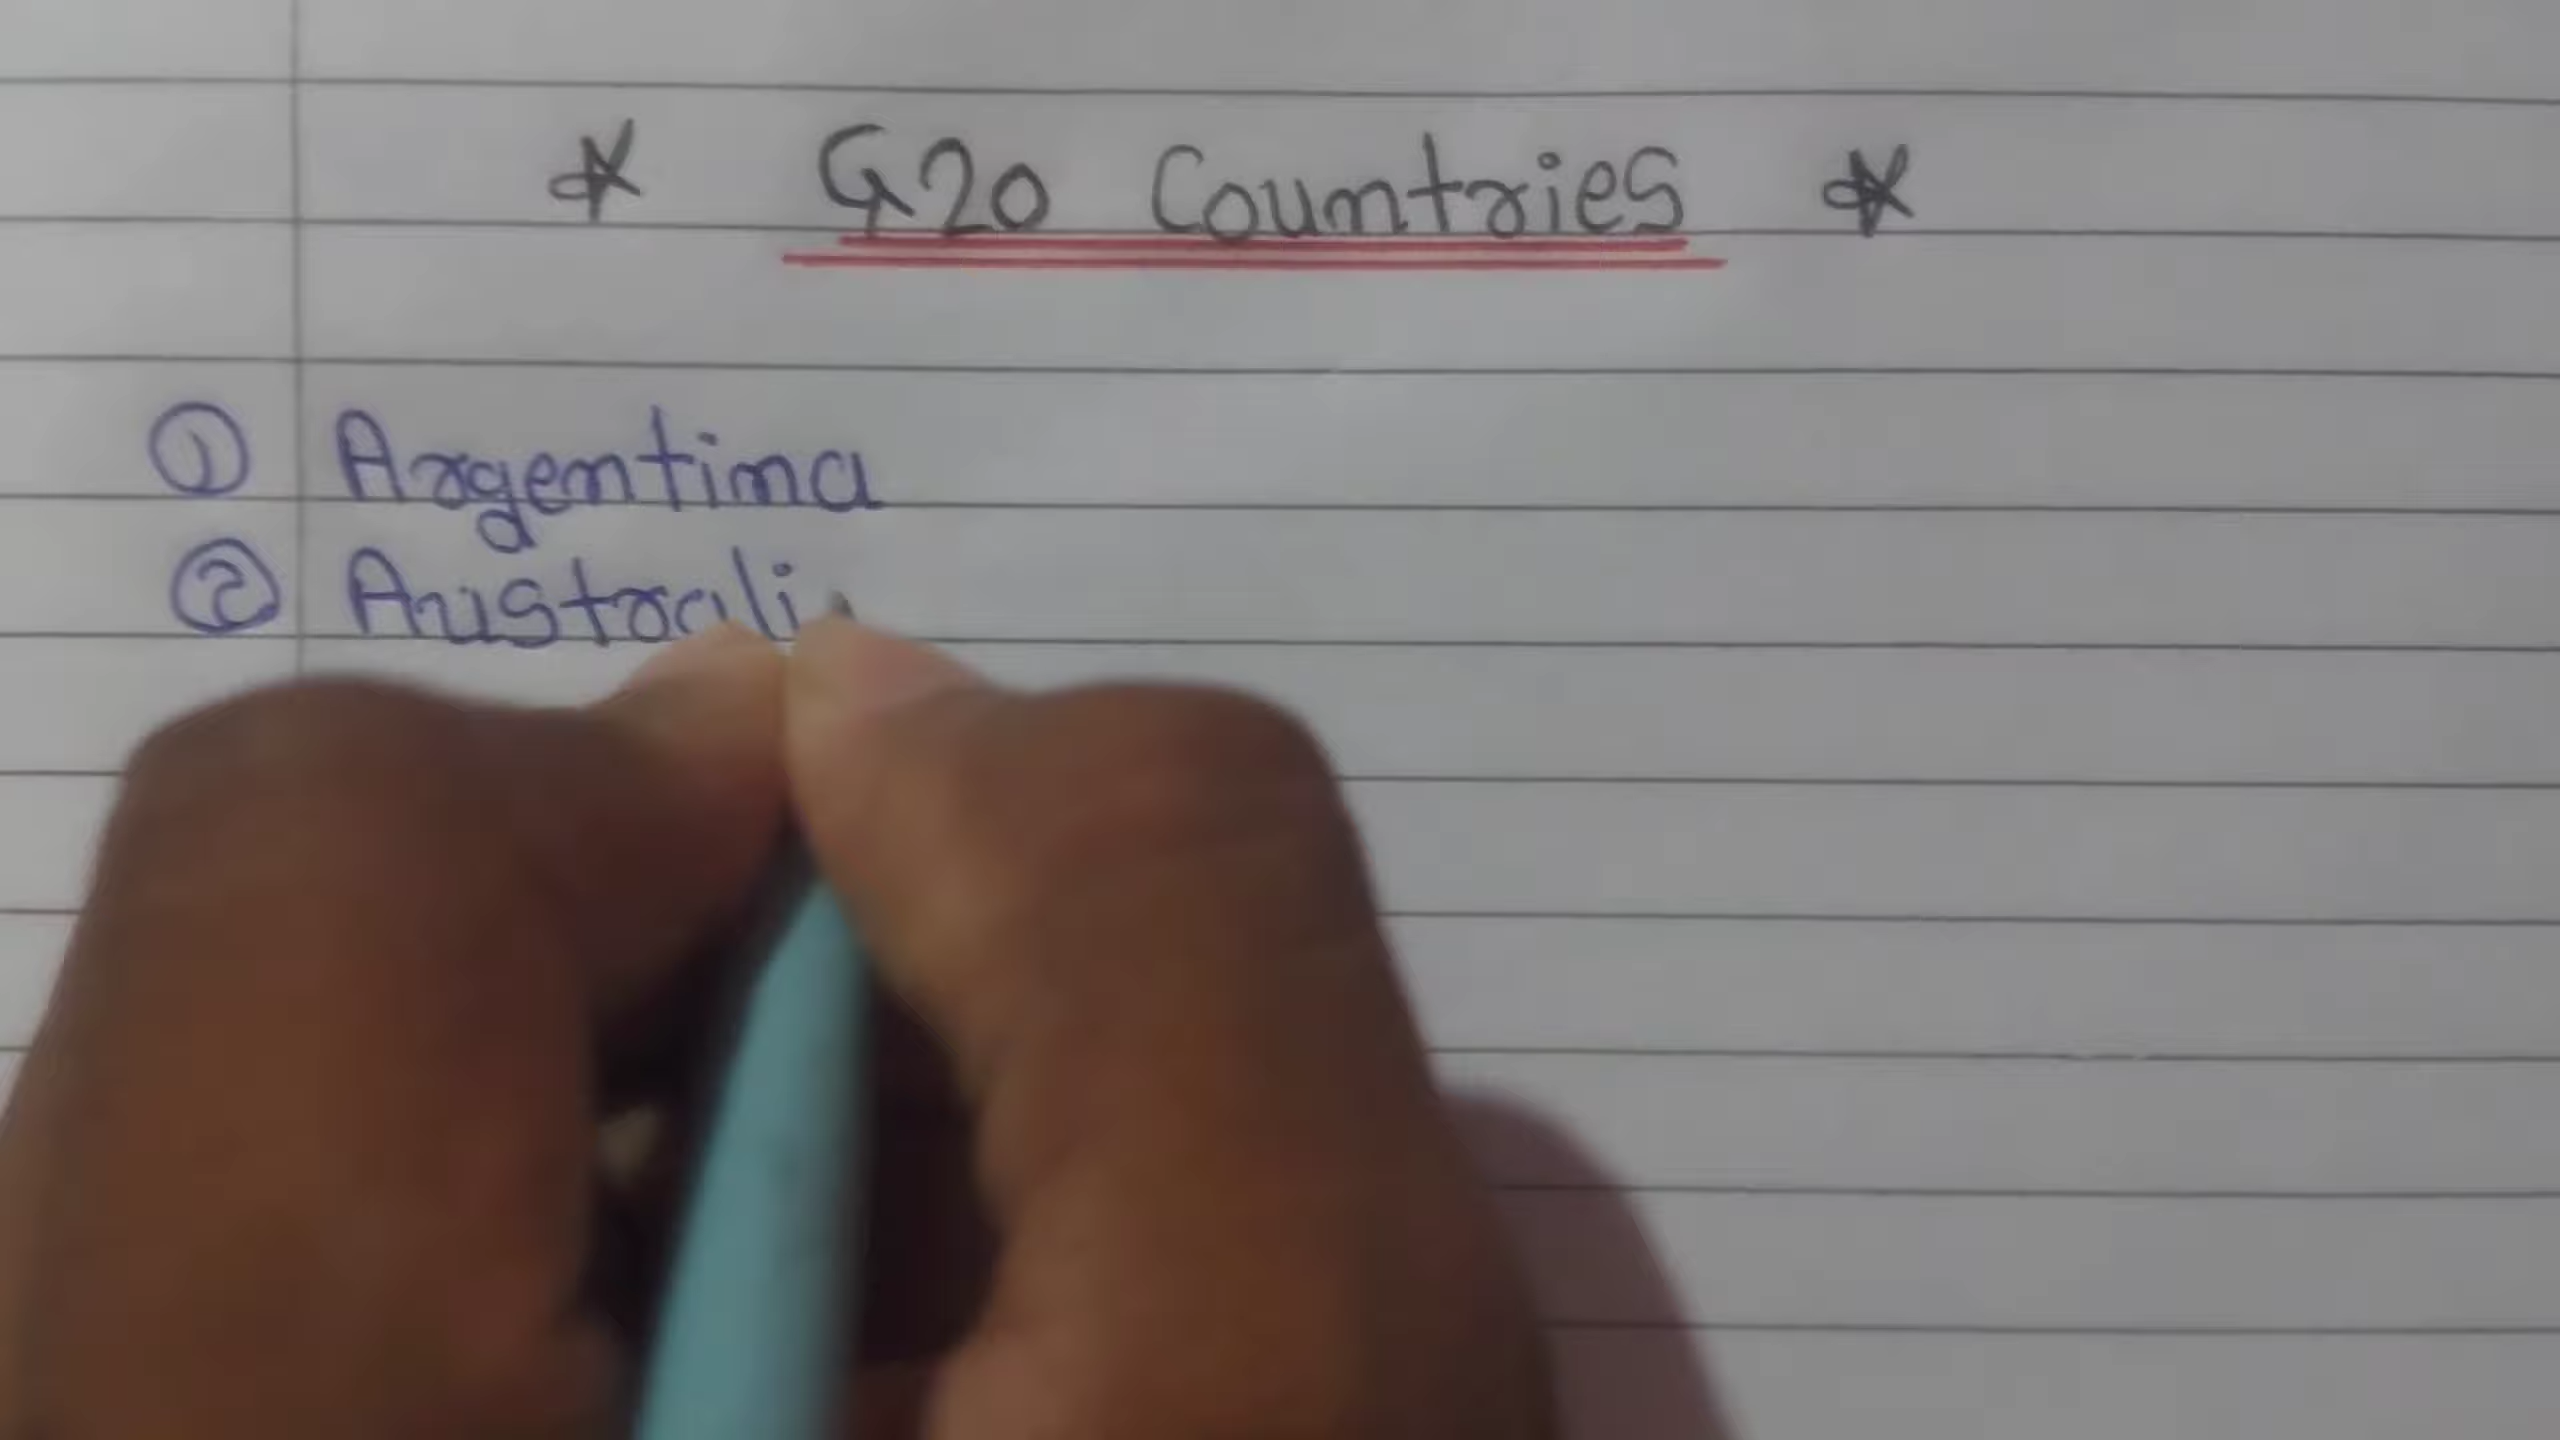 * G20 Countries *
① Argentina
② Australi